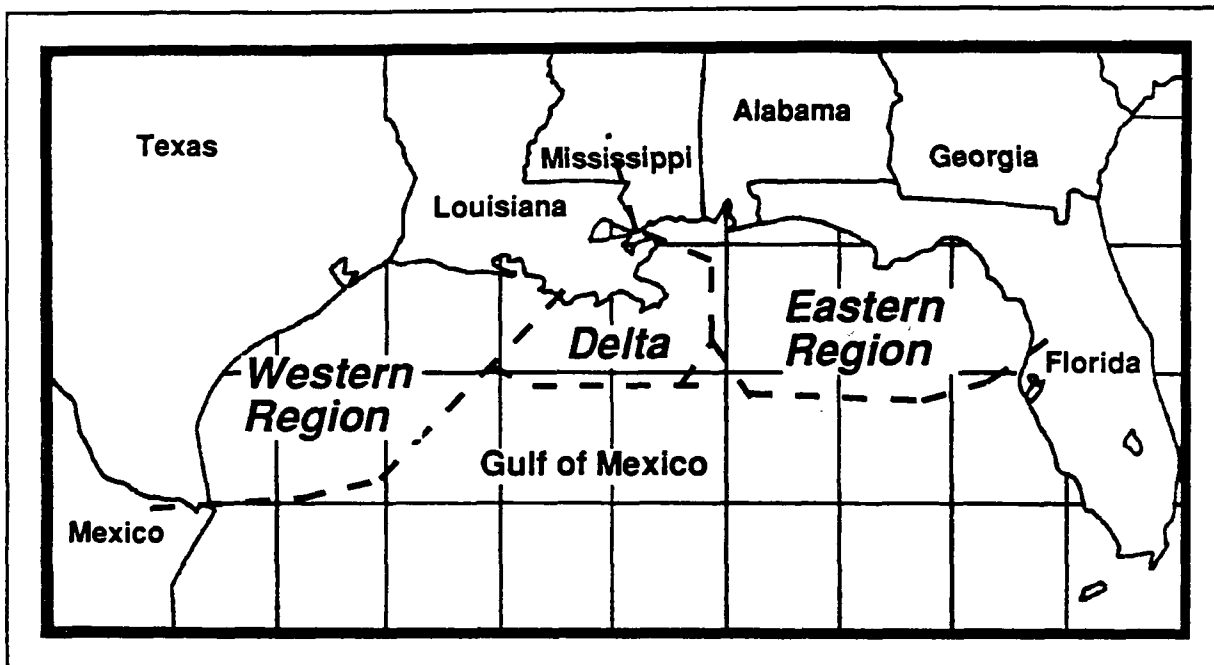 Texas
Louisiana
Mississippi
Alabama
Georgia
Western
Region
Delta
Eastern
Region
Florida
Gulf of Mexico
Mexico